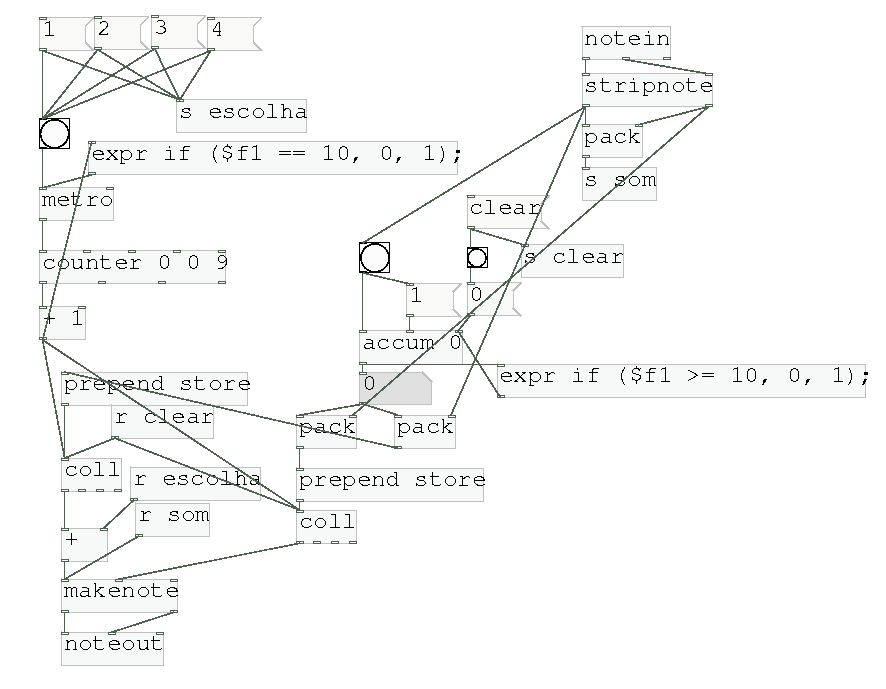 1
2
3
4
s escolha
expr if ($f1 == 10, 0, 1);
metro
counter 0 0 9
+ 1
prepend store
r clear
coll
r escolha
r som
+
makenote
noteout
notein
stripnote
pack
s som
clear
s clear
1
0
accum 0
0
expr if ($f1 >= 10, 0, 1);
pack
pack
prepend store
coll